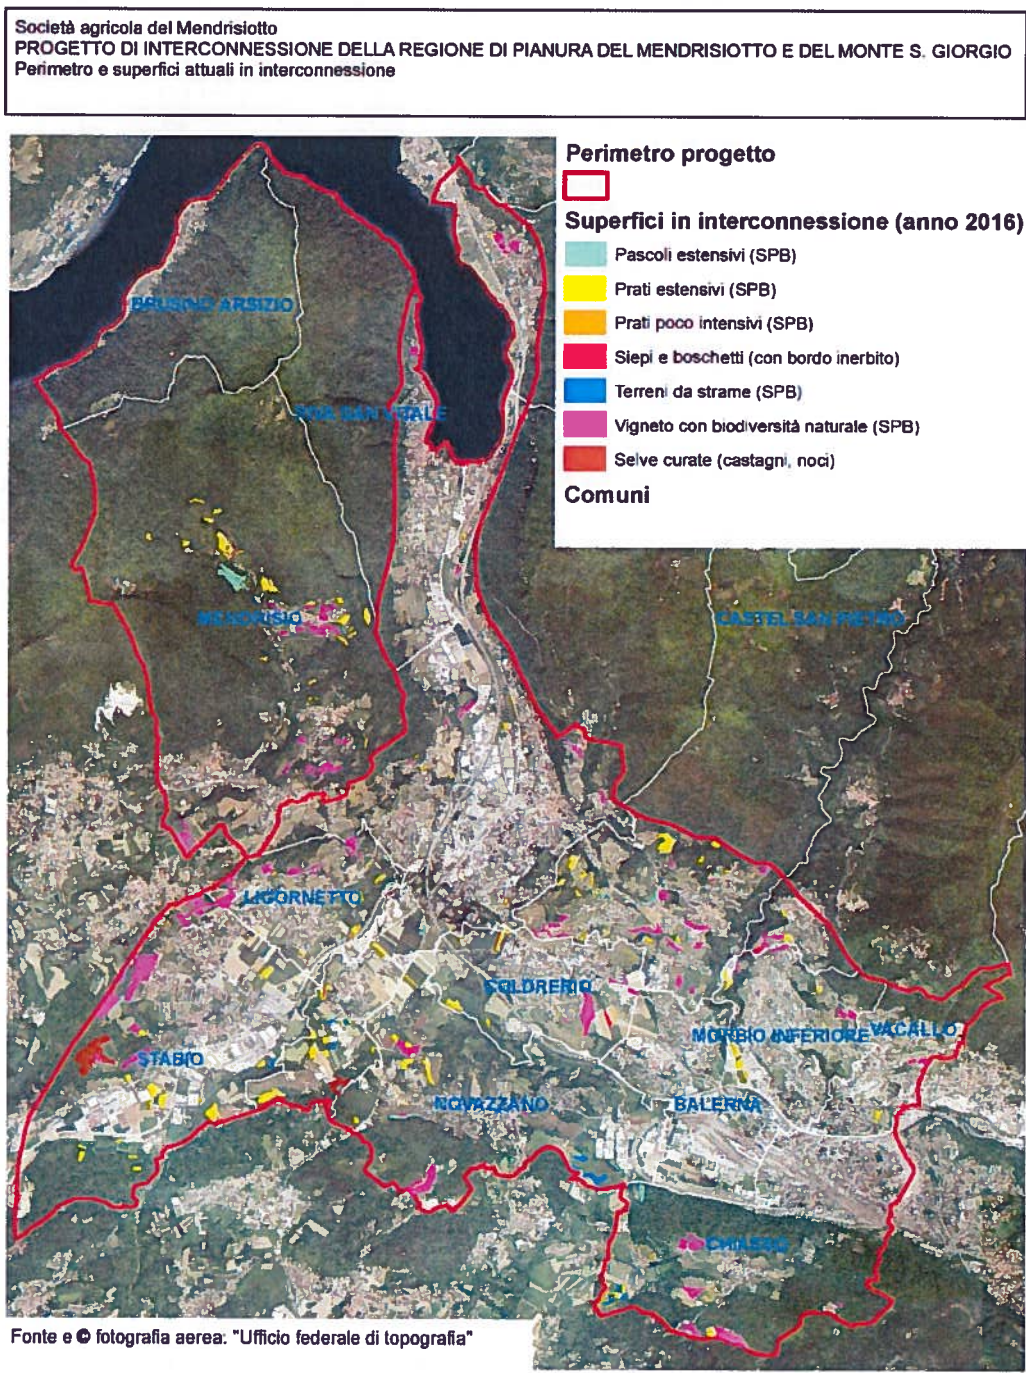 Società agricola del Mendrisiotto
PROGETTO DI INTERCONNESSIONE DELLA REGIONE DI PIANURA DEL MENDRISIOTTO E DEL MONTE S. GIORGIO
Perimetro e superfici attuali in interconnessione
Perimetro progetto
Superfici in interconnessione (anno 2016)
Pascoli estensivi (SPB)
Prati estensivi (SPB)
Prati poco intensivi (SPB)
Siepi e boschetti (con bordo inerbito)
Terreni da strame (SPB)
Vigneto con biodiversità naturale (SPB)
Selve curate (castagni, noci)
Comuni
BRUSINO ARSIZIO
RIVA SAN VITALE
MENDRISIO
CASTEL SAN PIETRO
LIGORNETTO
COLDRERIO
MORBIO INFERIORE
VACALLO
STABIO
NOVAZZANO
BALERNA
CHIASSO
Fonte e © fotografia aerea: "Ufficio federale di topografia"